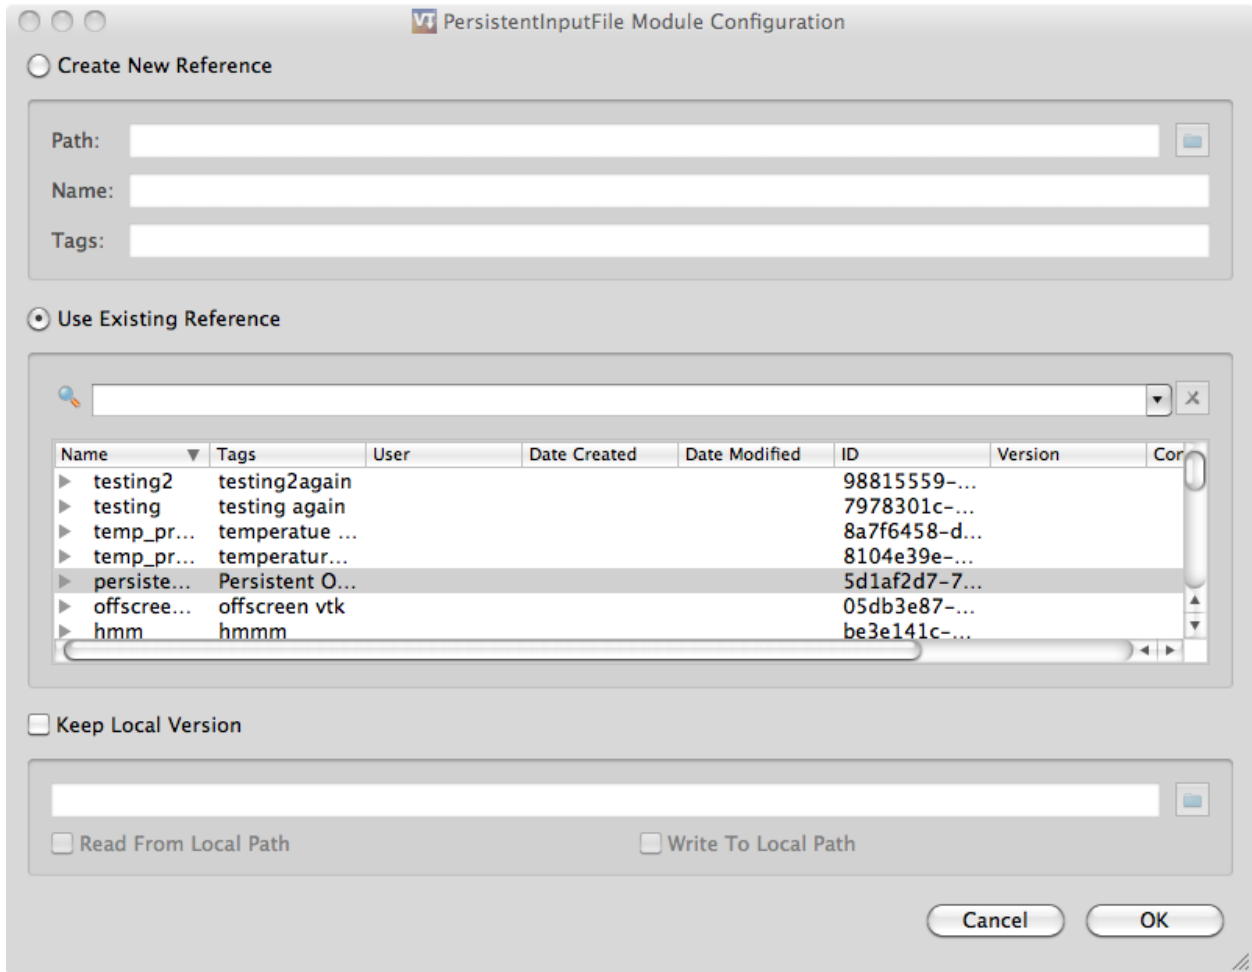 VT PersistentInputFile Module Configuration
Create New Reference
Path:
Name:
Tags:
Use Existing Reference
Name Tags User Date Created Date Modified ID Version Con
testing2 testing2again 98815559-...
testing testing again 7978301c-...
temp_pr... temperatue ... 8a7f6458-d...
temp_pr... temperatur... 8104e39e-...
persiste... Persistent O... 5d1af2d7-7...
offscree... offscreen vtk 05db3e87-...
hmm hmmm be3e141c-...
Keep Local Version
Read From Local Path Write To Local Path
Cancel OK